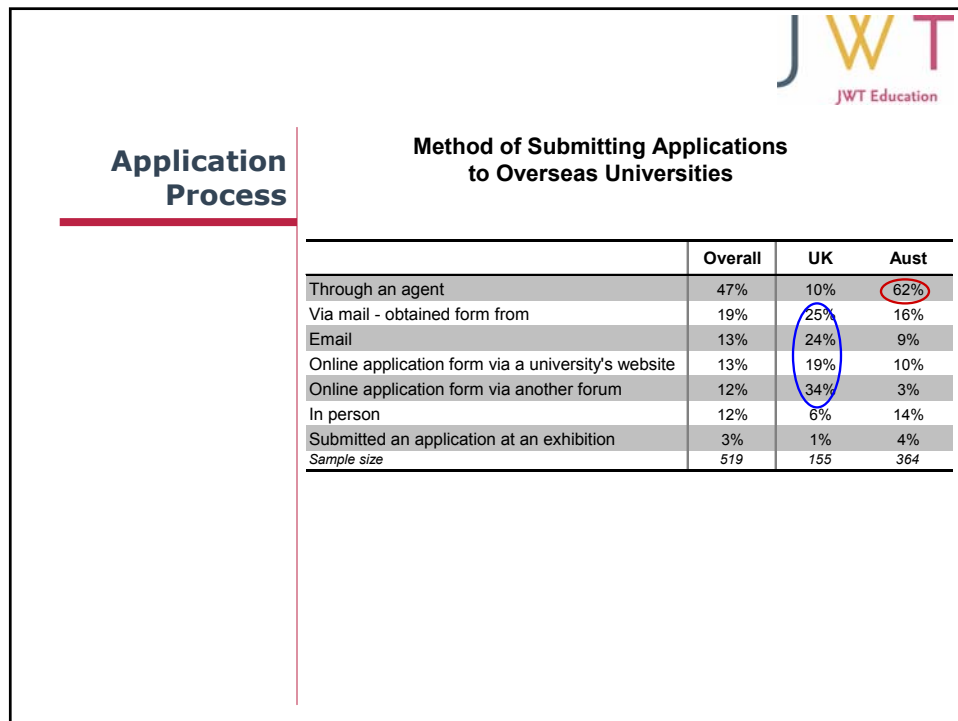 JWT
JWT Education
Application
Process
Method of Submitting Applications
to Overseas Universities
Overall UK Aust
Through an agent 47% 10% 62%
Via mail - obtained form from 19% 25% 16%
Email 13% 24% 9%
Online application form via a university's website 13% 19% 10%
Online application form via another forum 12% 34% 3%
In person 12% 6% 14%
Submitted an application at an exhibition 3% 1% 4%
Sample size 519 155 364